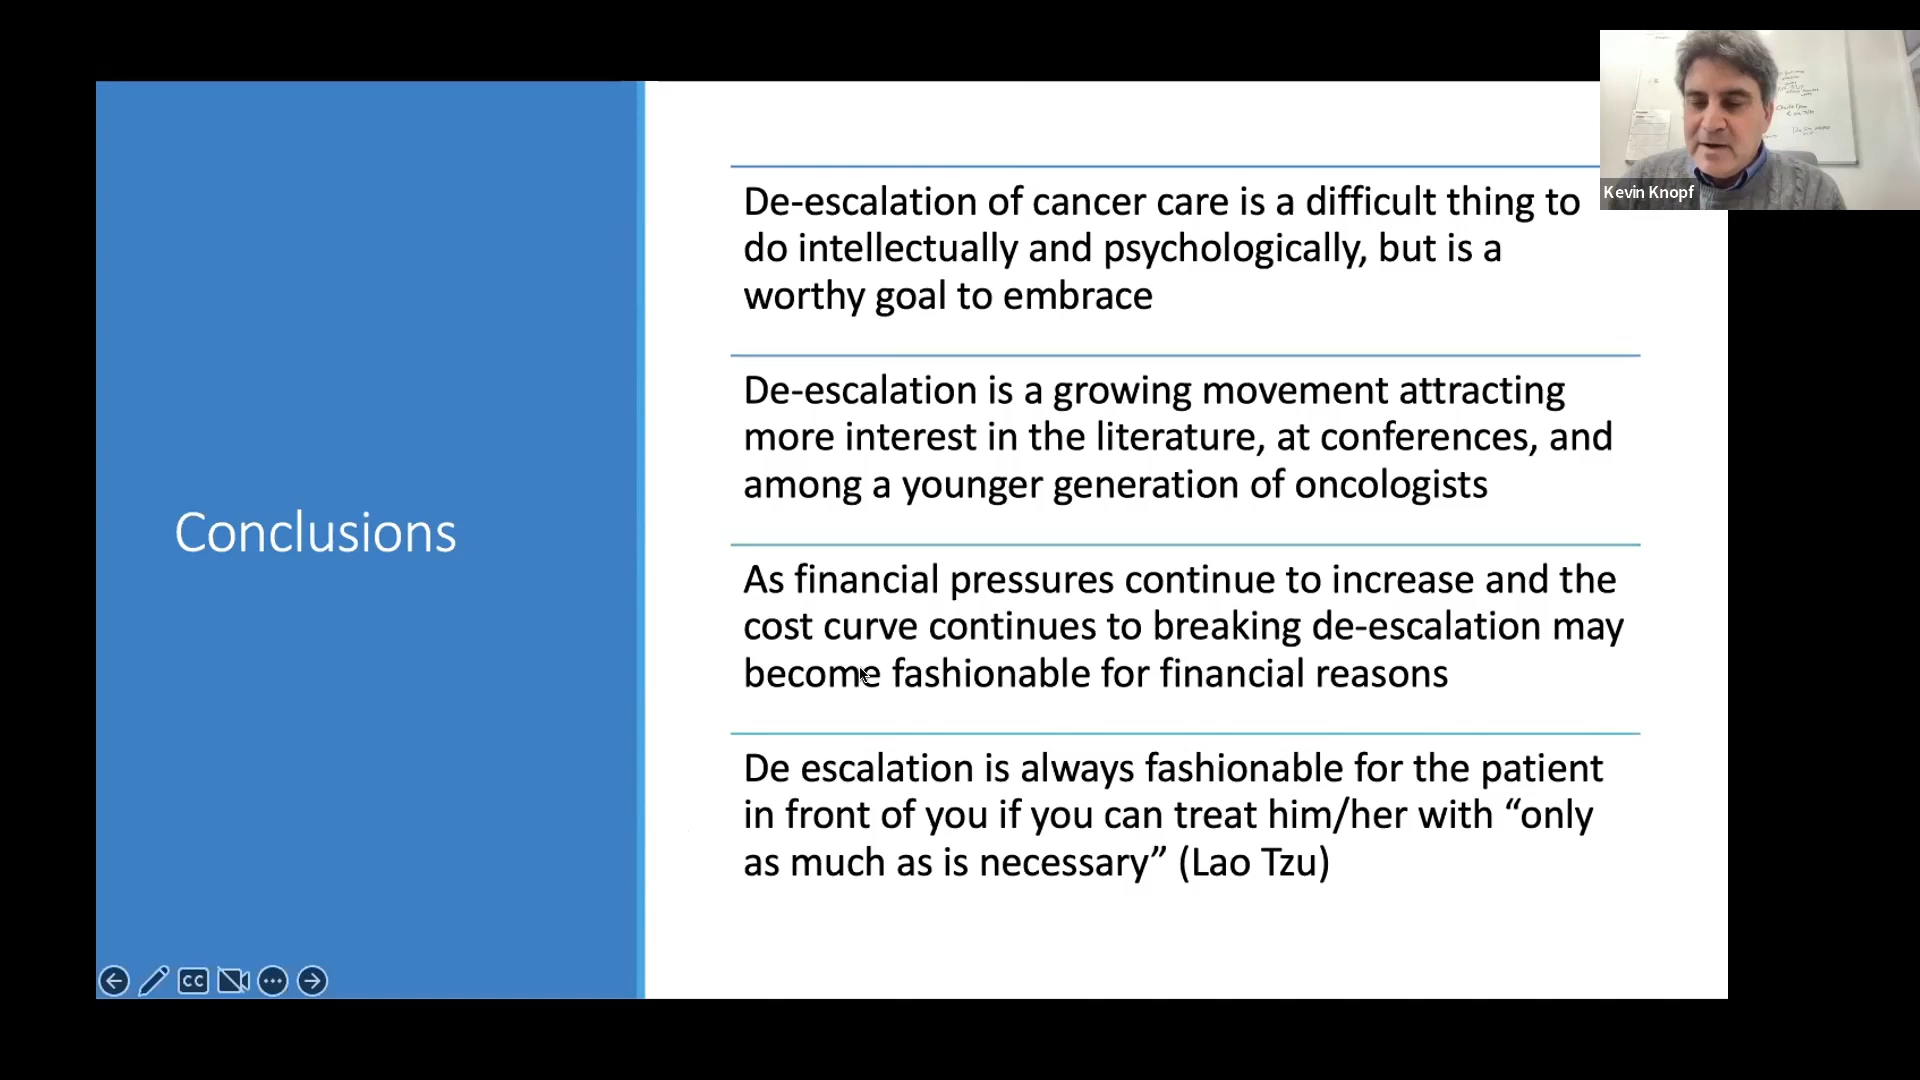 Conclusions
De-escalation of cancer care is a difficult thing to
do intellectually and psychologically, but is a
worthy goal to embrace
De-escalation is a growing movement attracting
more interest in the literature, at conferences, and
among a younger generation of oncologists
As financial pressures continue to increase and the
cost curve continues to breaking de-escalation may
become fashionable for financial reasons
De escalation is always fashionable for the patient
in front of you if you can treat him/her with “only
as much as is necessary” (Lao Tzu)
Kevin Knopf
CC